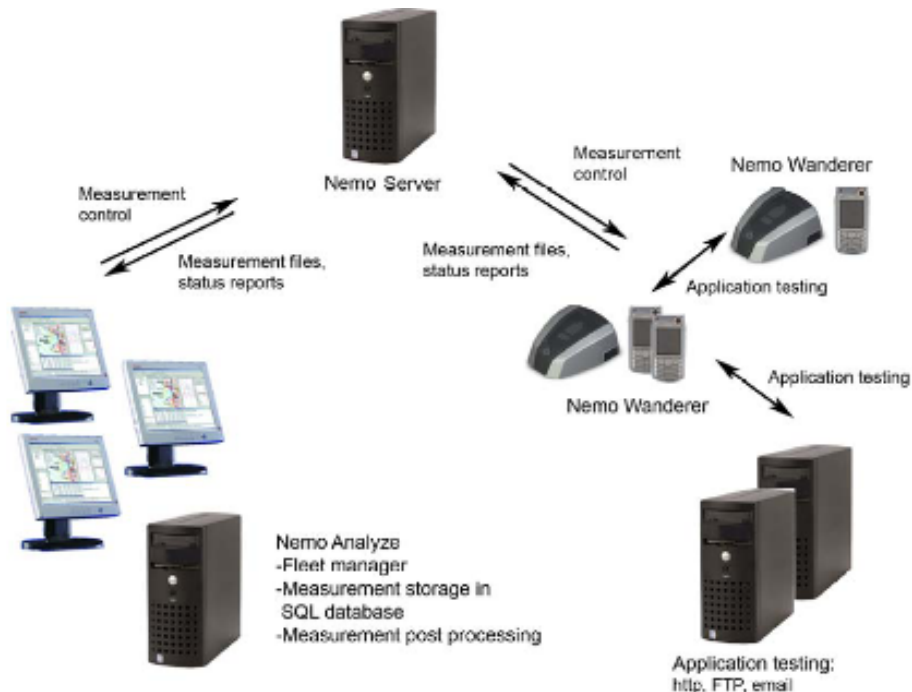 Nemo Server
Measurement
control
Measurement files,
status reports
Measurement
control
Measurement files,
status reports
Nemo Wanderer
Application testing
Nemo Wanderer
Application testing
Nemo Analyze
-Fleet manager
-Measurement storage in
SQL database
-Measurement post processing
Application testing:
http, FTP, email